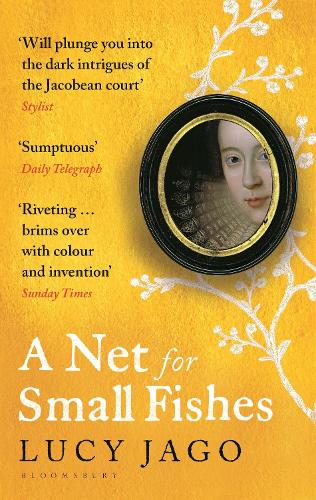 ‘Will plunge you into
the dark intrigues of
the Jacobean court’
Stylist
‘Sumptuous’
Daily Telegraph
‘Riveting …
brims over
with colour
and invention’
Sunday Times
A Net for
Small Fishes
LUCY JAGO
BLOOMSBURY